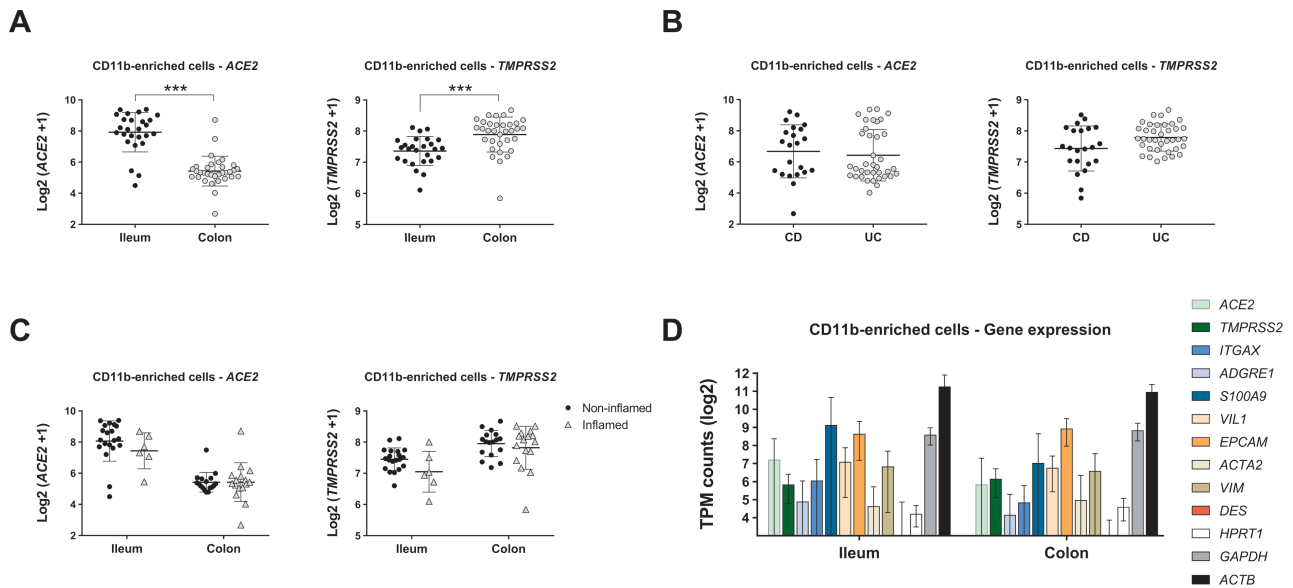 A
CD11b-enriched cells - ACE2
***
Log2 (ACE2 +1)
10
8
6
4
2
Ileum
Colon
CD11b-enriched cells - TMPRSS2
***
Log2 (TMPRSS2 +1)
9
8
7
6
5
Ileum
Colon
B
CD11b-enriched cells - ACE2
Log2 (ACE2 +1)
10
8
6
4
2
CD
UC
CD11b-enriched cells - TMPRSS2
Log2 (TMPRSS2 +1)
9
8
7
6
5
CD
UC
C
CD11b-enriched cells - ACE2
Log2 (ACE2 +1)
10
8
6
4
2
Ileum
Colon
CD11b-enriched cells - TMPRSS2
Log2 (TMPRSS2 +1)
9
8
7
6
5
Ileum
Colon
Non-inflamed
Inflamed
D
CD11b-enriched cells - Gene expression
TPM counts (log2)
12
11
10
9
8
7
6
5
4
Ileum
Colon
ACE2
TMPRSS2
ITGAX
ADGRE1
S100A9
VIL1
EPCAM
ACTA2
VIM
DES
HPRT1
GAPDH
ACTB